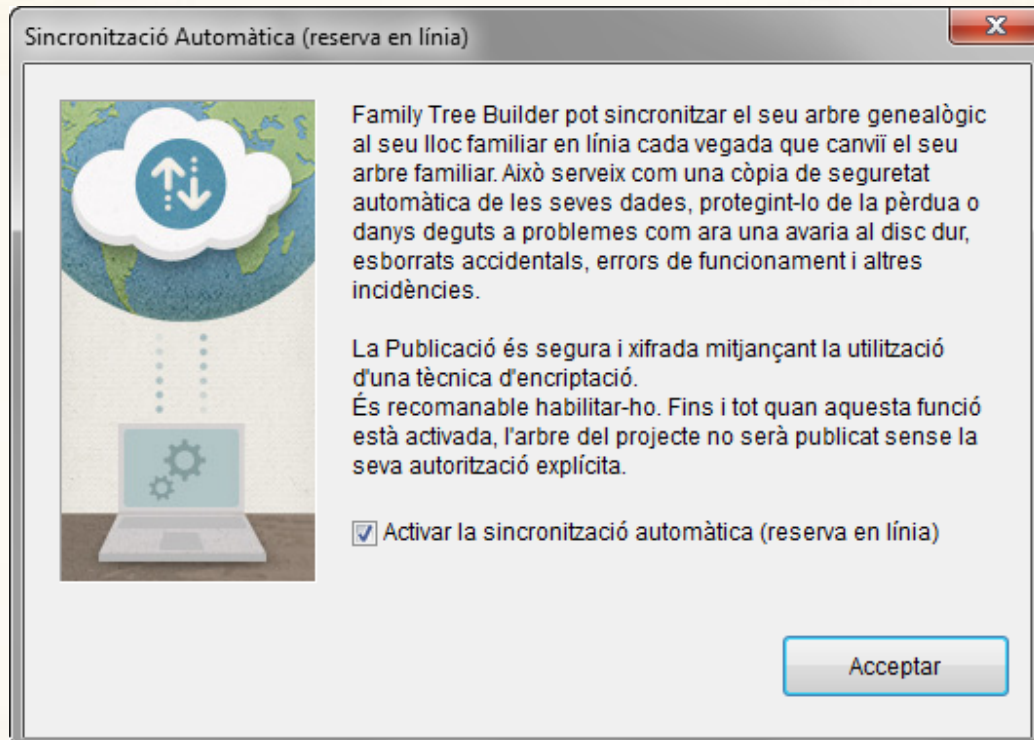 Sincronització Automàtica (reserva en línia)
Family Tree Builder pot sincronitzar el seu arbre genealògic
al seu lloc familiar en línia cada vegada que canvïi el seu
arbre familiar. Això serveix com una còpia de seguretat
automàtica de les seves dades, protegint-lo de la pèrdua o
danys deguts a problemes com ara una avaria al disc dur,
esborrats accidentals, errors de funcionament i altres
incidències.
La Publicació és segura i xifrada mitjançant la utilització
d'una tècnica d'encriptació.
És recomanable habilitar-ho. Fins i tot quan aquesta funció
està activada, l'arbre del projecte no serà publicat sense la
seva autorització explícita.
Activar la sincronització automàtica (reserva en línia)
Acceptar